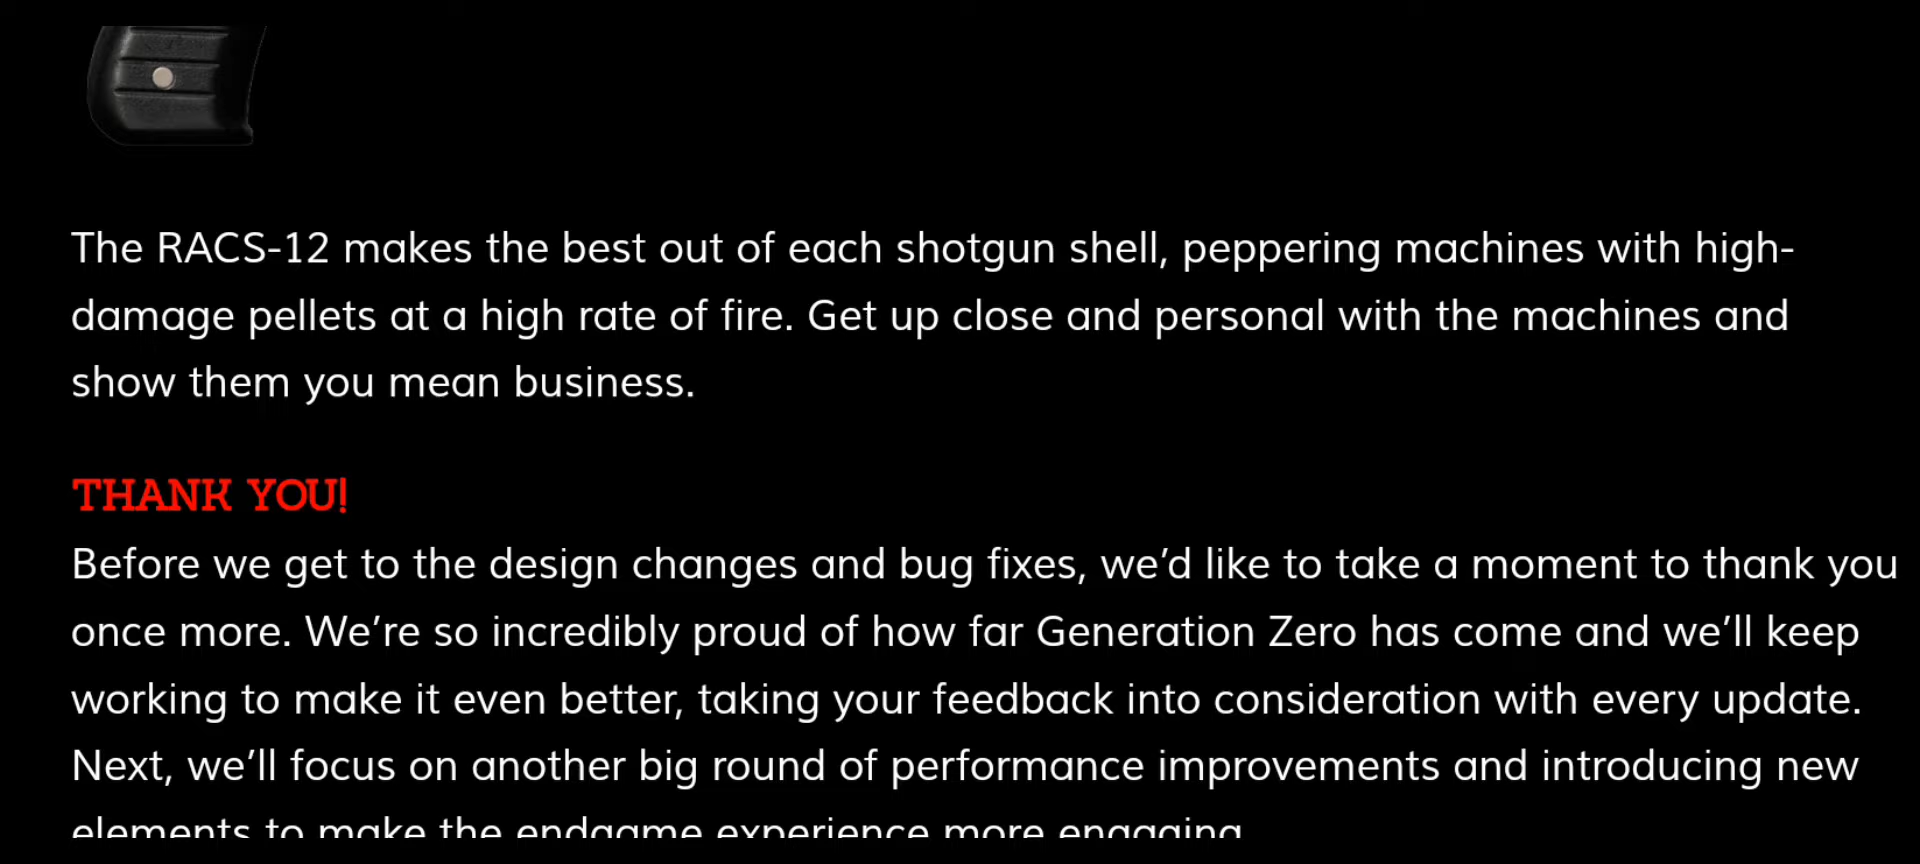 The RACS-12 makes the best out of each shotgun shell, peppering machines with high-
damage pellets at a high rate of fire. Get up close and personal with the machines and
show them you mean business.
THANK YOU!
Before we get to the design changes and bug fixes, we’d like to take a moment to thank you
once more. We’re so incredibly proud of how far Generation Zero has come and we’ll keep
working to make it even better, taking your feedback into consideration with every update.
Next, we’ll focus on another big round of performance improvements and introducing new
elements to make the endgame experience more engaging